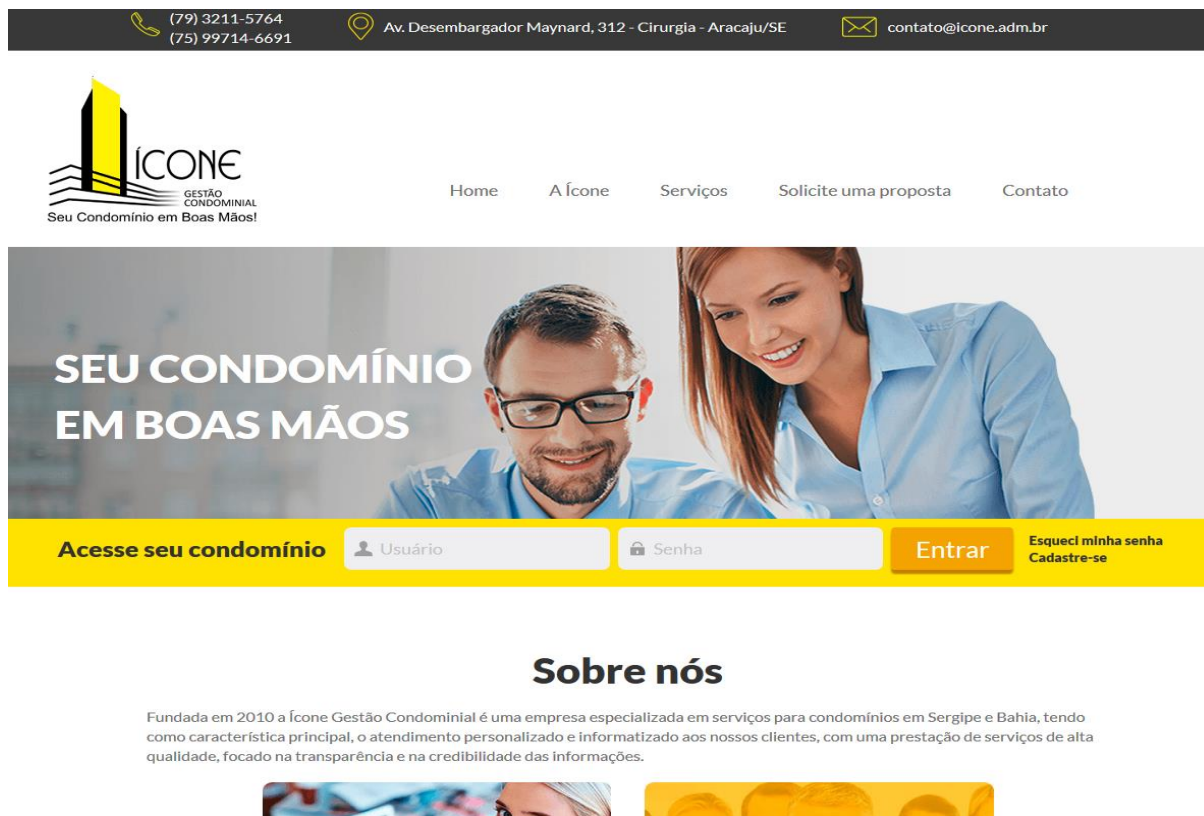 (79) 3211-5764
(75) 99714-6691
Av. Desembargador Maynard, 312 - Cirurgia - Aracaju/SE
contato@icone.adm.br
ÍCONE
GESTÃO
CONDOMINIAL
Seu Condomínio em Boas Mãos!
Home
A Ícone
Serviços
Solicite uma proposta
Contato
SEU CONDOMÍNIO
EM BOAS MÃOS
Acesse seu condomínio
Usuário
Senha
Entrar
Esqueci minha senha
Cadastre-se
Sobre nós
Fundada em 2010 a Ícone Gestão Condominial é uma empresa especializada em serviços para condomínios em Sergipe e Bahia, tendo
como característica principal, o atendimento personalizado e informatizado aos nossos clientes, com uma prestação de serviços de alta
qualidade, focado na transparência e na credibilidade das informações.